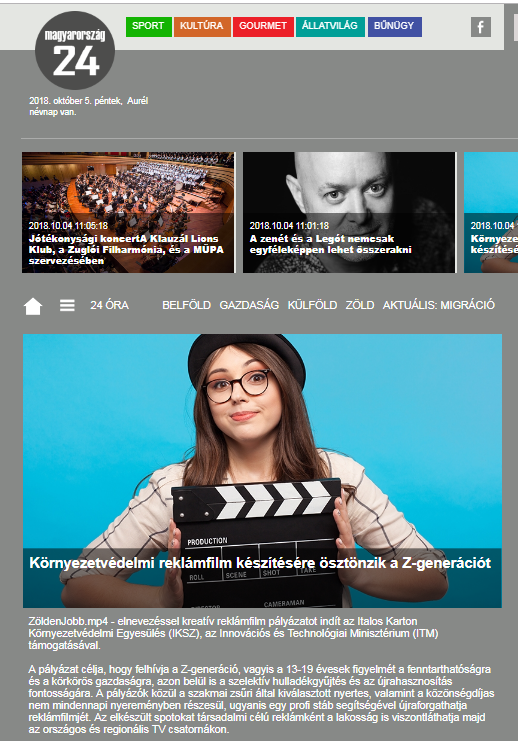 SPORT KULTÚRA GOURMET ÁLLATVILÁG BŰNÜGY
magyarország
24
2018. október 5. péntek, Aurél
névnap van.
2018.10.04 11:05:18
Jótékonysági koncertA Klauzál Lions
Klub, a Zuglói Filharmónia, és a MÜPA
szervezésében
2018.10.04 11:01:18
A zenét és a Legót nemcsak
egyféleképpen lehet összerakni
2018.10.04
Környeze
készítésé
24 ÓRA BELFÖLD GAZDASÁG KÜLFÖLD ZÖLD AKTUÁLIS: MIGRÁCIÓ
PRODUCTION
ROLL SCENE SHOT TAKE
Környezetvédelmi reklámfilm készítésére ösztönzik a Z-generációt
DIRECTOR
ZöldenJobb.mp4 - elnevezéssel kreatív reklámfilm pályázatot indít az Italos Karton
Környezetvédelmi Egyesülés (IKSZ), az Innovációs és Technológiai Minisztérium (ITM)
támogatásával.
A pályázat célja, hogy felhívja a Z-generáció, vagyis a 13-19 évesek figyelmét a fenntarthatóságra
és a körkörös gazdaságra, azon belül is a szelektív hulladékgyűjtés és az újrahasznosítás
fontosságára. A pályázók közül a szakmai zsűri által kiválasztott nyertes, valamint a közönségdíjas
nem mindennapi nyereményben részesül, ugyanis egy profi stáb segítségével újraforgathatja
reklámfilmjét. Az elkészült spotokat társadalmi célú reklámként a lakosság is viszontláthatja majd
az országos és regionális TV csatornákon.